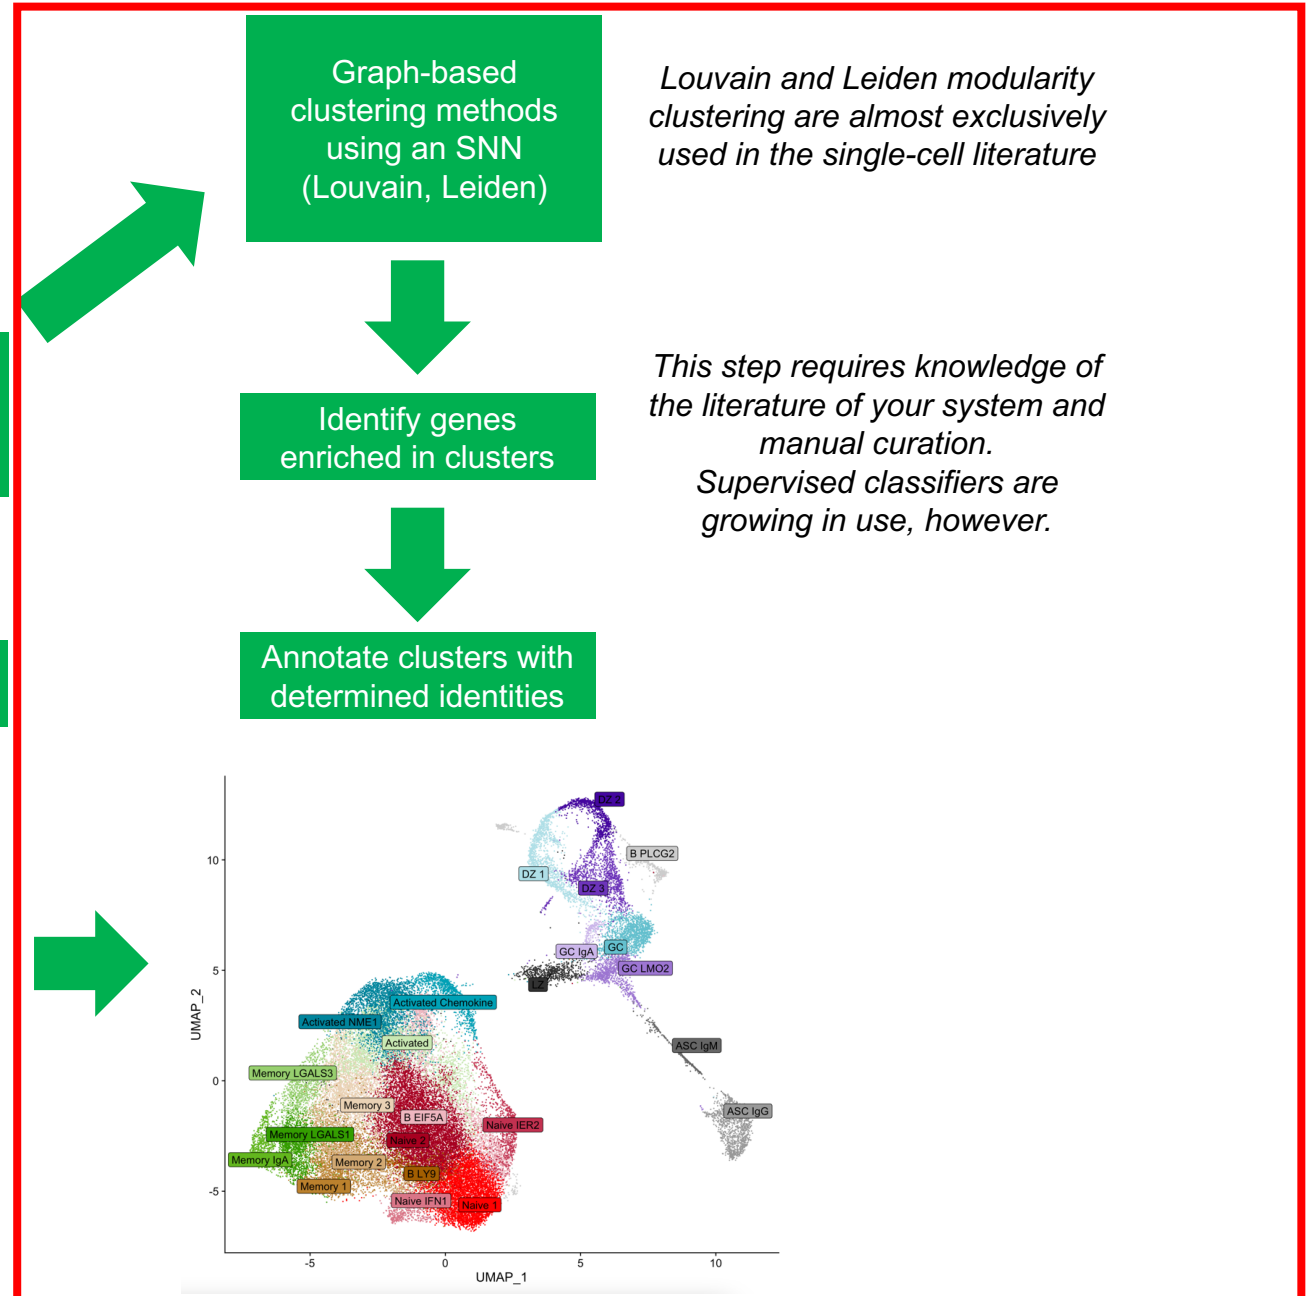 Graph-based
clustering methods
using an SNN
(Louvain, Leiden)
Louvain and Leiden modularity
clustering are almost exclusively
used in the single-cell literature
Identify genes
enriched in clusters
This step requires knowledge of
the literature of your system and
manual curation.
Supervised classifiers are
growing in use, however.
Annotate clusters with
determined identities
DZ 2
B PLCG2
DZ 1
DZ 3
GC IgA
GC
GC LMO2
LZ
Activated Chemokine
Activated NME1
Activated
ASC IgM
Memory LGALS3
Memory 3
B EIF5A
ASC IgG
Naive IER2
Memory LGALS1
Naive 2
Memory IgA
Memory 2
B LY9
Memory 1
Naive IFN1
Naive 1
10
5
0
-5
UMAP_2
-5
0
5
10
UMAP_1